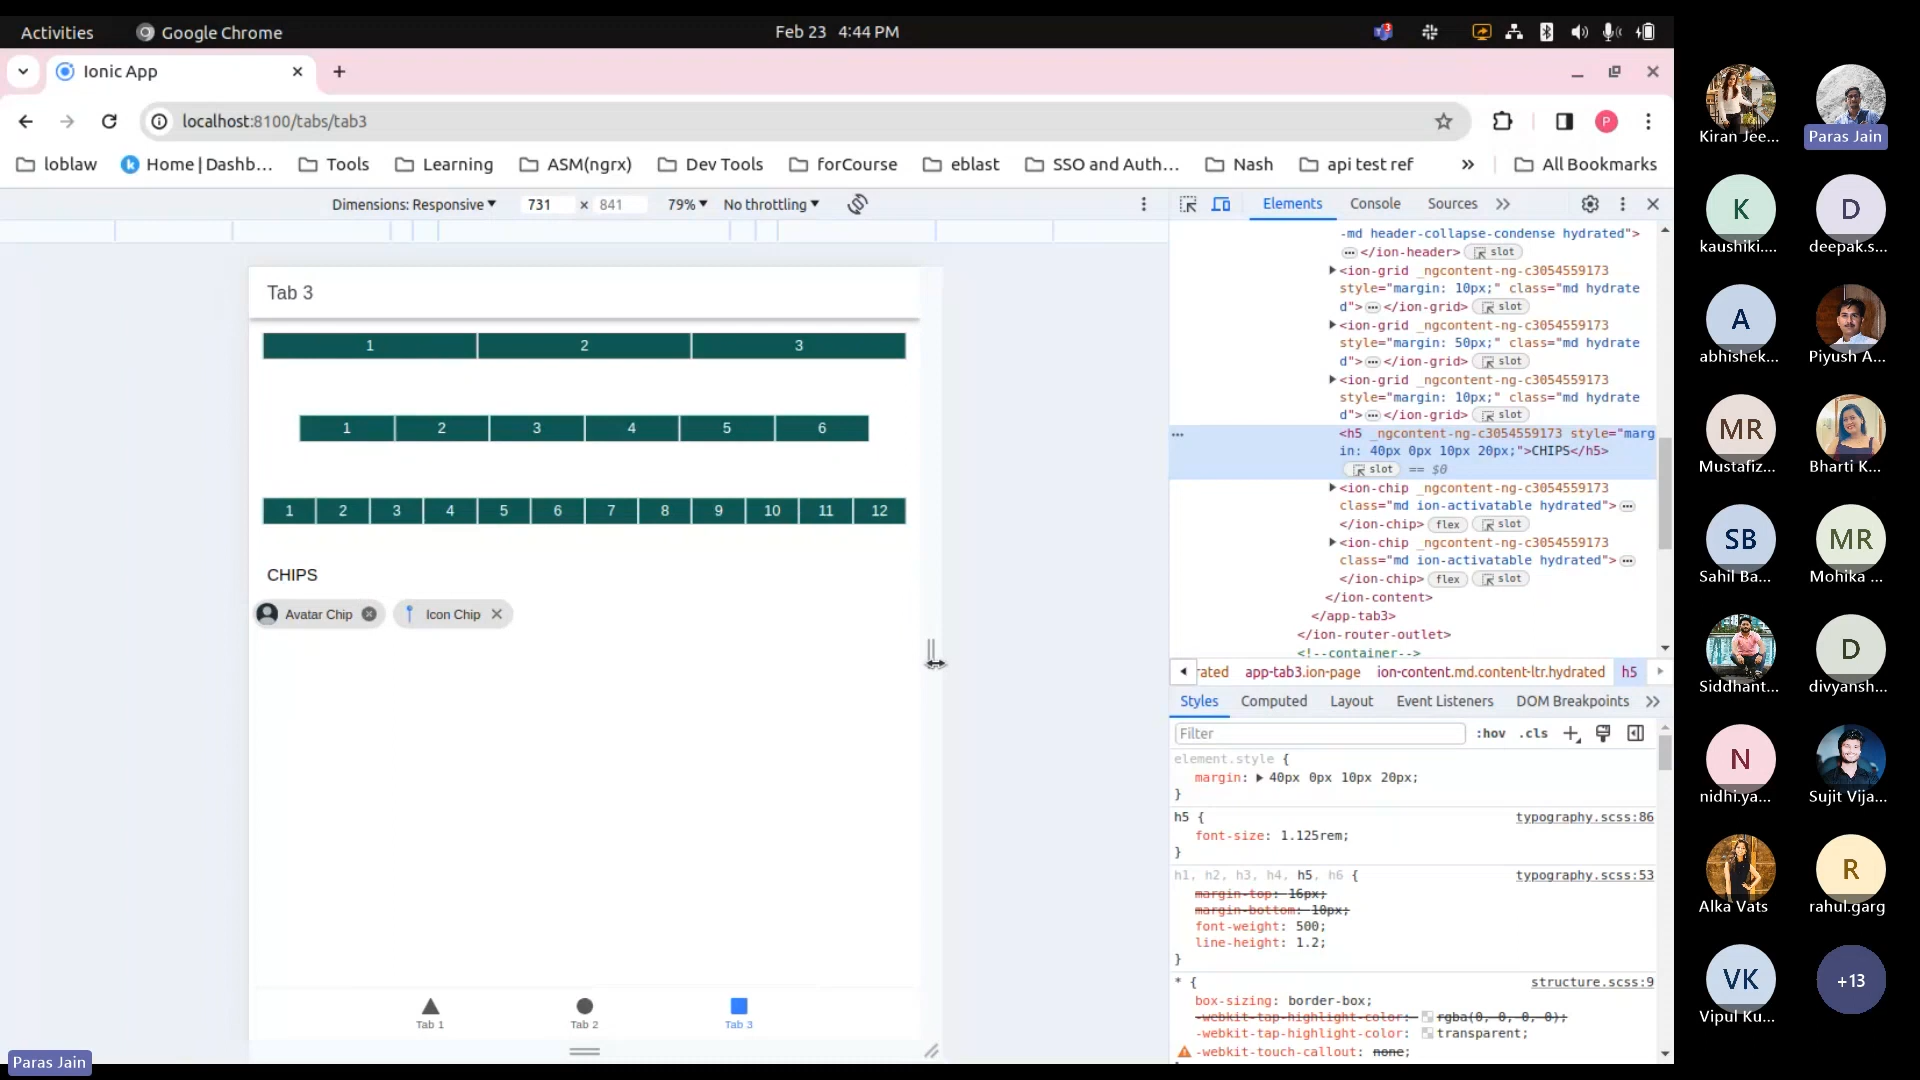 Activities
Google Chrome
Feb 23 4:44 PM
3
Ionic App
localhost:8100/tabs/tab3
P
loblaw
Home | Dashb...
Tools
Learning
ASM(ngrx)
Dev Tools
forCourse
eblast
SSO and Auth...
Nash
api test ref
»
All Bookmarks
Dimensions: Responsive
731 × 841
79%
No throttling
Elements
Console
Sources
Tab 3
1 2 3
1 2 3 4 5 6
1 2 3 4 5 6 7 8 9 10 11 12
CHIPS
Avatar Chip
Icon Chip
Tab 1
Tab 2
Tab 3
-md header-collapse-condense hydrated">
</ion-header> slot
<ion-grid _ngcontent-ng-c3054559173
style="margin: 10px;" class="md hydrate
d"> </ion-grid> slot
<ion-grid _ngcontent-ng-c3054559173
style="margin: 50px;" class="md hydrate
d"> </ion-grid> slot
<ion-grid _ngcontent-ng-c3054559173
style="margin: 10px;" class="md hydrate
d"> </ion-grid> slot
<h5 _ngcontent-ng-c3054559173 style="marg
in: 40px 0px 10px 20px;">CHIPS</h5>
slot == $0
<ion-chip _ngcontent-ng-c3054559173
class="md ion-activatable hydrated">
</ion-chip> flex slot
<ion-chip _ngcontent-ng-c3054559173
class="md ion-activatable hydrated">
</ion-chip> flex slot
</ion-content>
</app-tab3>
</ion-router-outlet>
<!--container-->
rated app-tab3.ion-page ion-content.md.content-ltr.hydrated h5
Styles
Computed
Layout
Event Listeners
DOM Breakpoints
Filter
:hov .cls
element.style {
margin: 40px 0px 10px 20px;
}
h5 { typography.scss:86
font-size: 1.125rem;
}
h1, h2, h3, h4, h5, h6 { typography.scss:53
margin-top: 16px;
margin-bottom: 10px;
font-weight: 500;
line-height: 1.2;
}
* { structure.scss:9
box-sizing: border-box;
-webkit-tap-highlight-color: rgba(0, 0, 0, 0);
-webkit-tap-highlight-color: transparent;
-webkit-touch-callout: none;
Kiran Jee...
Paras Jain
K
kaushiki....
D
deepak.s...
A
abhishek...
Piyush A...
MR
Mustafiz...
Bharti K...
SB
Sahil Ba...
MR
Mohika ...
Siddhant...
D
divyansh...
N
nidhi.ya...
Sujit Vija...
Alka Vats
R
rahul.garg
VK
Vipul Ku...
+13
Paras Jain